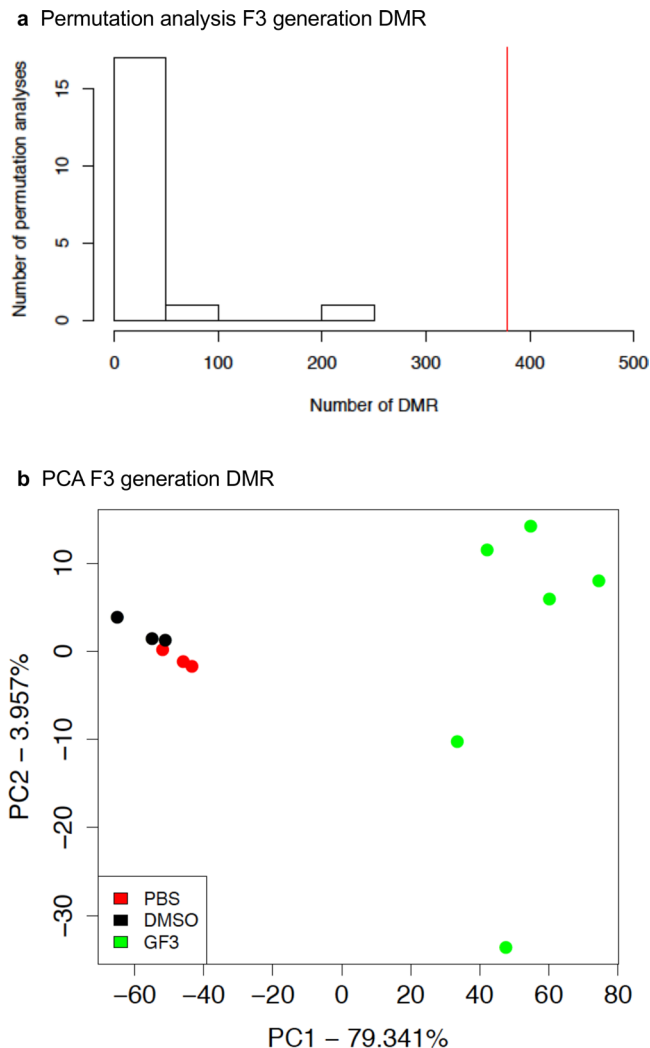 a Permutation analysis F3 generation DMR
Number of permutation analyses
15
10
5
0
0 100 200 300 400 500
Number of DMR
b PCA F3 generation DMR
PC2 – 3.957%
10
0
−10
−20
−30
PBS
DMSO
GF3
−60 −40 −20 0 20 40 60 80
PC1 – 79.341%